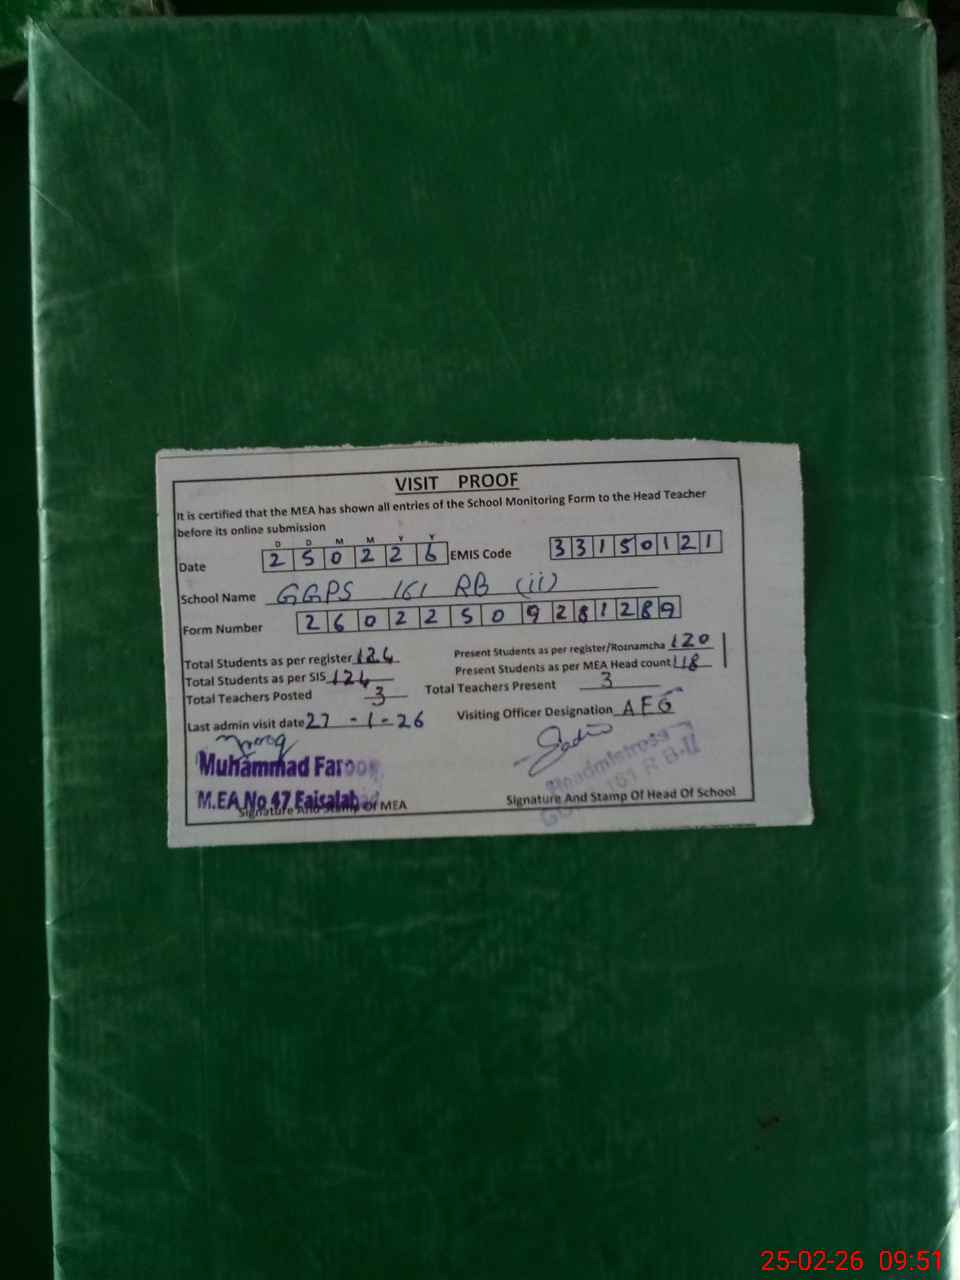 VISIT PROOF
It is certified that the MEA has shown all entries of the School Monitoring Form to the Head Teacher
before its online submission
D D M M Y Y
Date 2 5 0 2 2 6 EMIS Code 3 3 1 5 0 1 2 1
School Name GGPS 161 RB (ii)
Form Number 2 6 0 2 2 5 0 9 2 8 1 2 8 9
Total Students as per register 124 Present Students as per register/Roznamcha 120
Total Students as per SIS 124 Present Students as per MEA Head count 118
Total Teachers Posted 3 Total Teachers Present 3
Last admin visit date 27 - 1 - 26 Visiting Officer Designation AEO
Muhammad Farooq
M.EA.No 47 Faisalabad
Headmistress
161 R B-II
Signature And Stamp Of MEA Signature And Stamp Of Head Of School
25-02-26 09:51